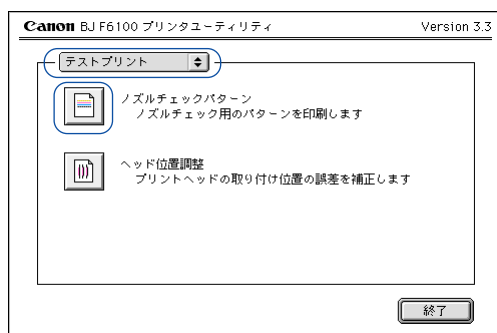 Canon BJ F6100 プリンタユーティリティ Version 3.3
テストプリント
ノズルチェックパターン
ノズルチェック用のパターンを印刷します
ヘッド位置調整
プリントヘッドの取り付け位置の誤差を補正します
終了